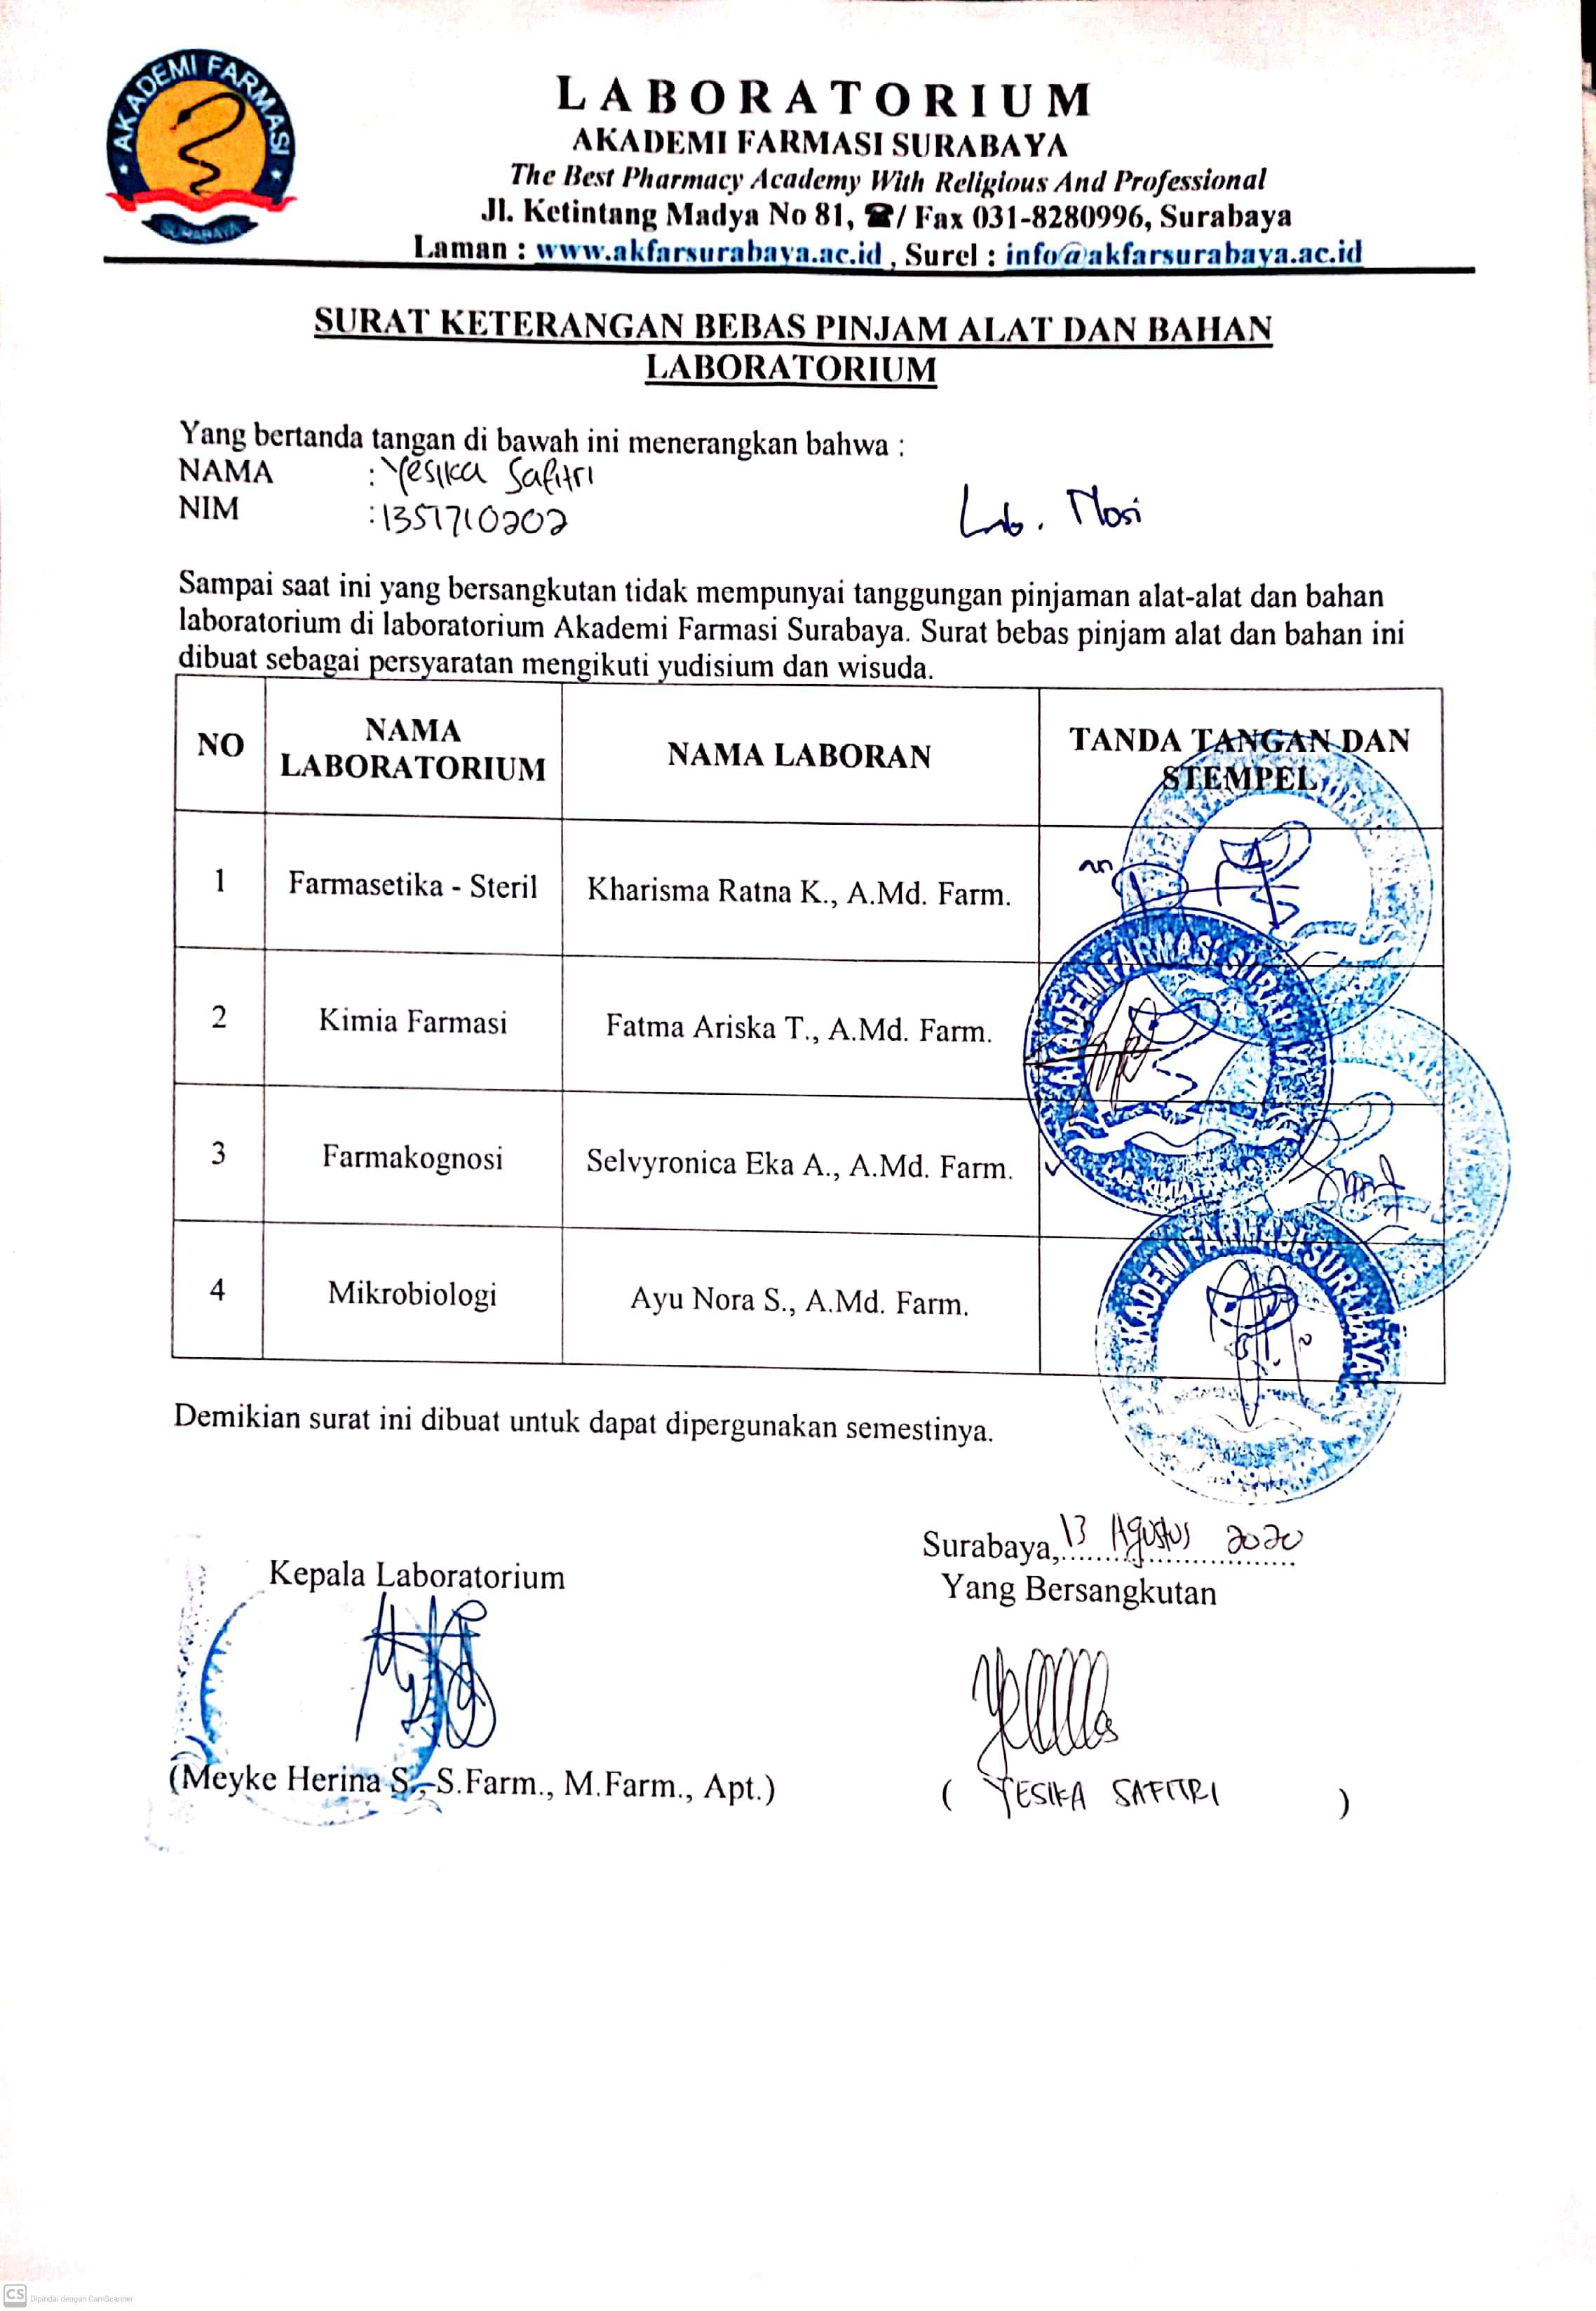 AKADEMI FARMASI
SURABAYA
LABORATORIUM
AKADEMI FARMASI SURABAYA
The Best Pharmacy Academy With Religious And Professional
Jl. Ketintang Madya No 81, ☎/ Fax 031-8280996, Surabaya
Laman : www.akfarsurabaya.ac.id , Surel : info@akfarsurabaya.ac.id
SURAT KETERANGAN BEBAS PINJAM ALAT DAN BAHAN
LABORATORIUM
Yang bertanda tangan di bawah ini menerangkan bahwa :
NAMA : Yesika Safitri
NIM : 1351710202
Lab. Nosi
Sampai saat ini yang bersangkutan tidak mempunyai tanggungan pinjaman alat-alat dan bahan
laboratorium di laboratorium Akademi Farmasi Surabaya. Surat bebas pinjam alat dan bahan ini
dibuat sebagai persyaratan mengikuti yudisium dan wisuda.
NO NAMA LABORATORIUM NAMA LABORAN TANDA TANGAN DAN STEMPEL
1 Farmasetika - Steril Kharisma Ratna K., A.Md. Farm.
2 Kimia Farmasi Fatma Ariska T., A.Md. Farm.
AKADEMI FARMASI SURABAYA
3 Farmakognosi Selvyronica Eka A., A.Md. Farm.
4 Mikrobiologi Ayu Nora S., A.Md. Farm.
AKADEMI FARMASI SURABAYA
Demikian surat ini dibuat untuk dapat dipergunakan semestinya.
Surabaya, 13 Agustus 2020
Kepala Laboratorium Yang Bersangkutan
(Meyke Herina S., S.Farm., M.Farm., Apt.) ( YESIKA SAFITRI )
CS Dipindai dengan CamScanner